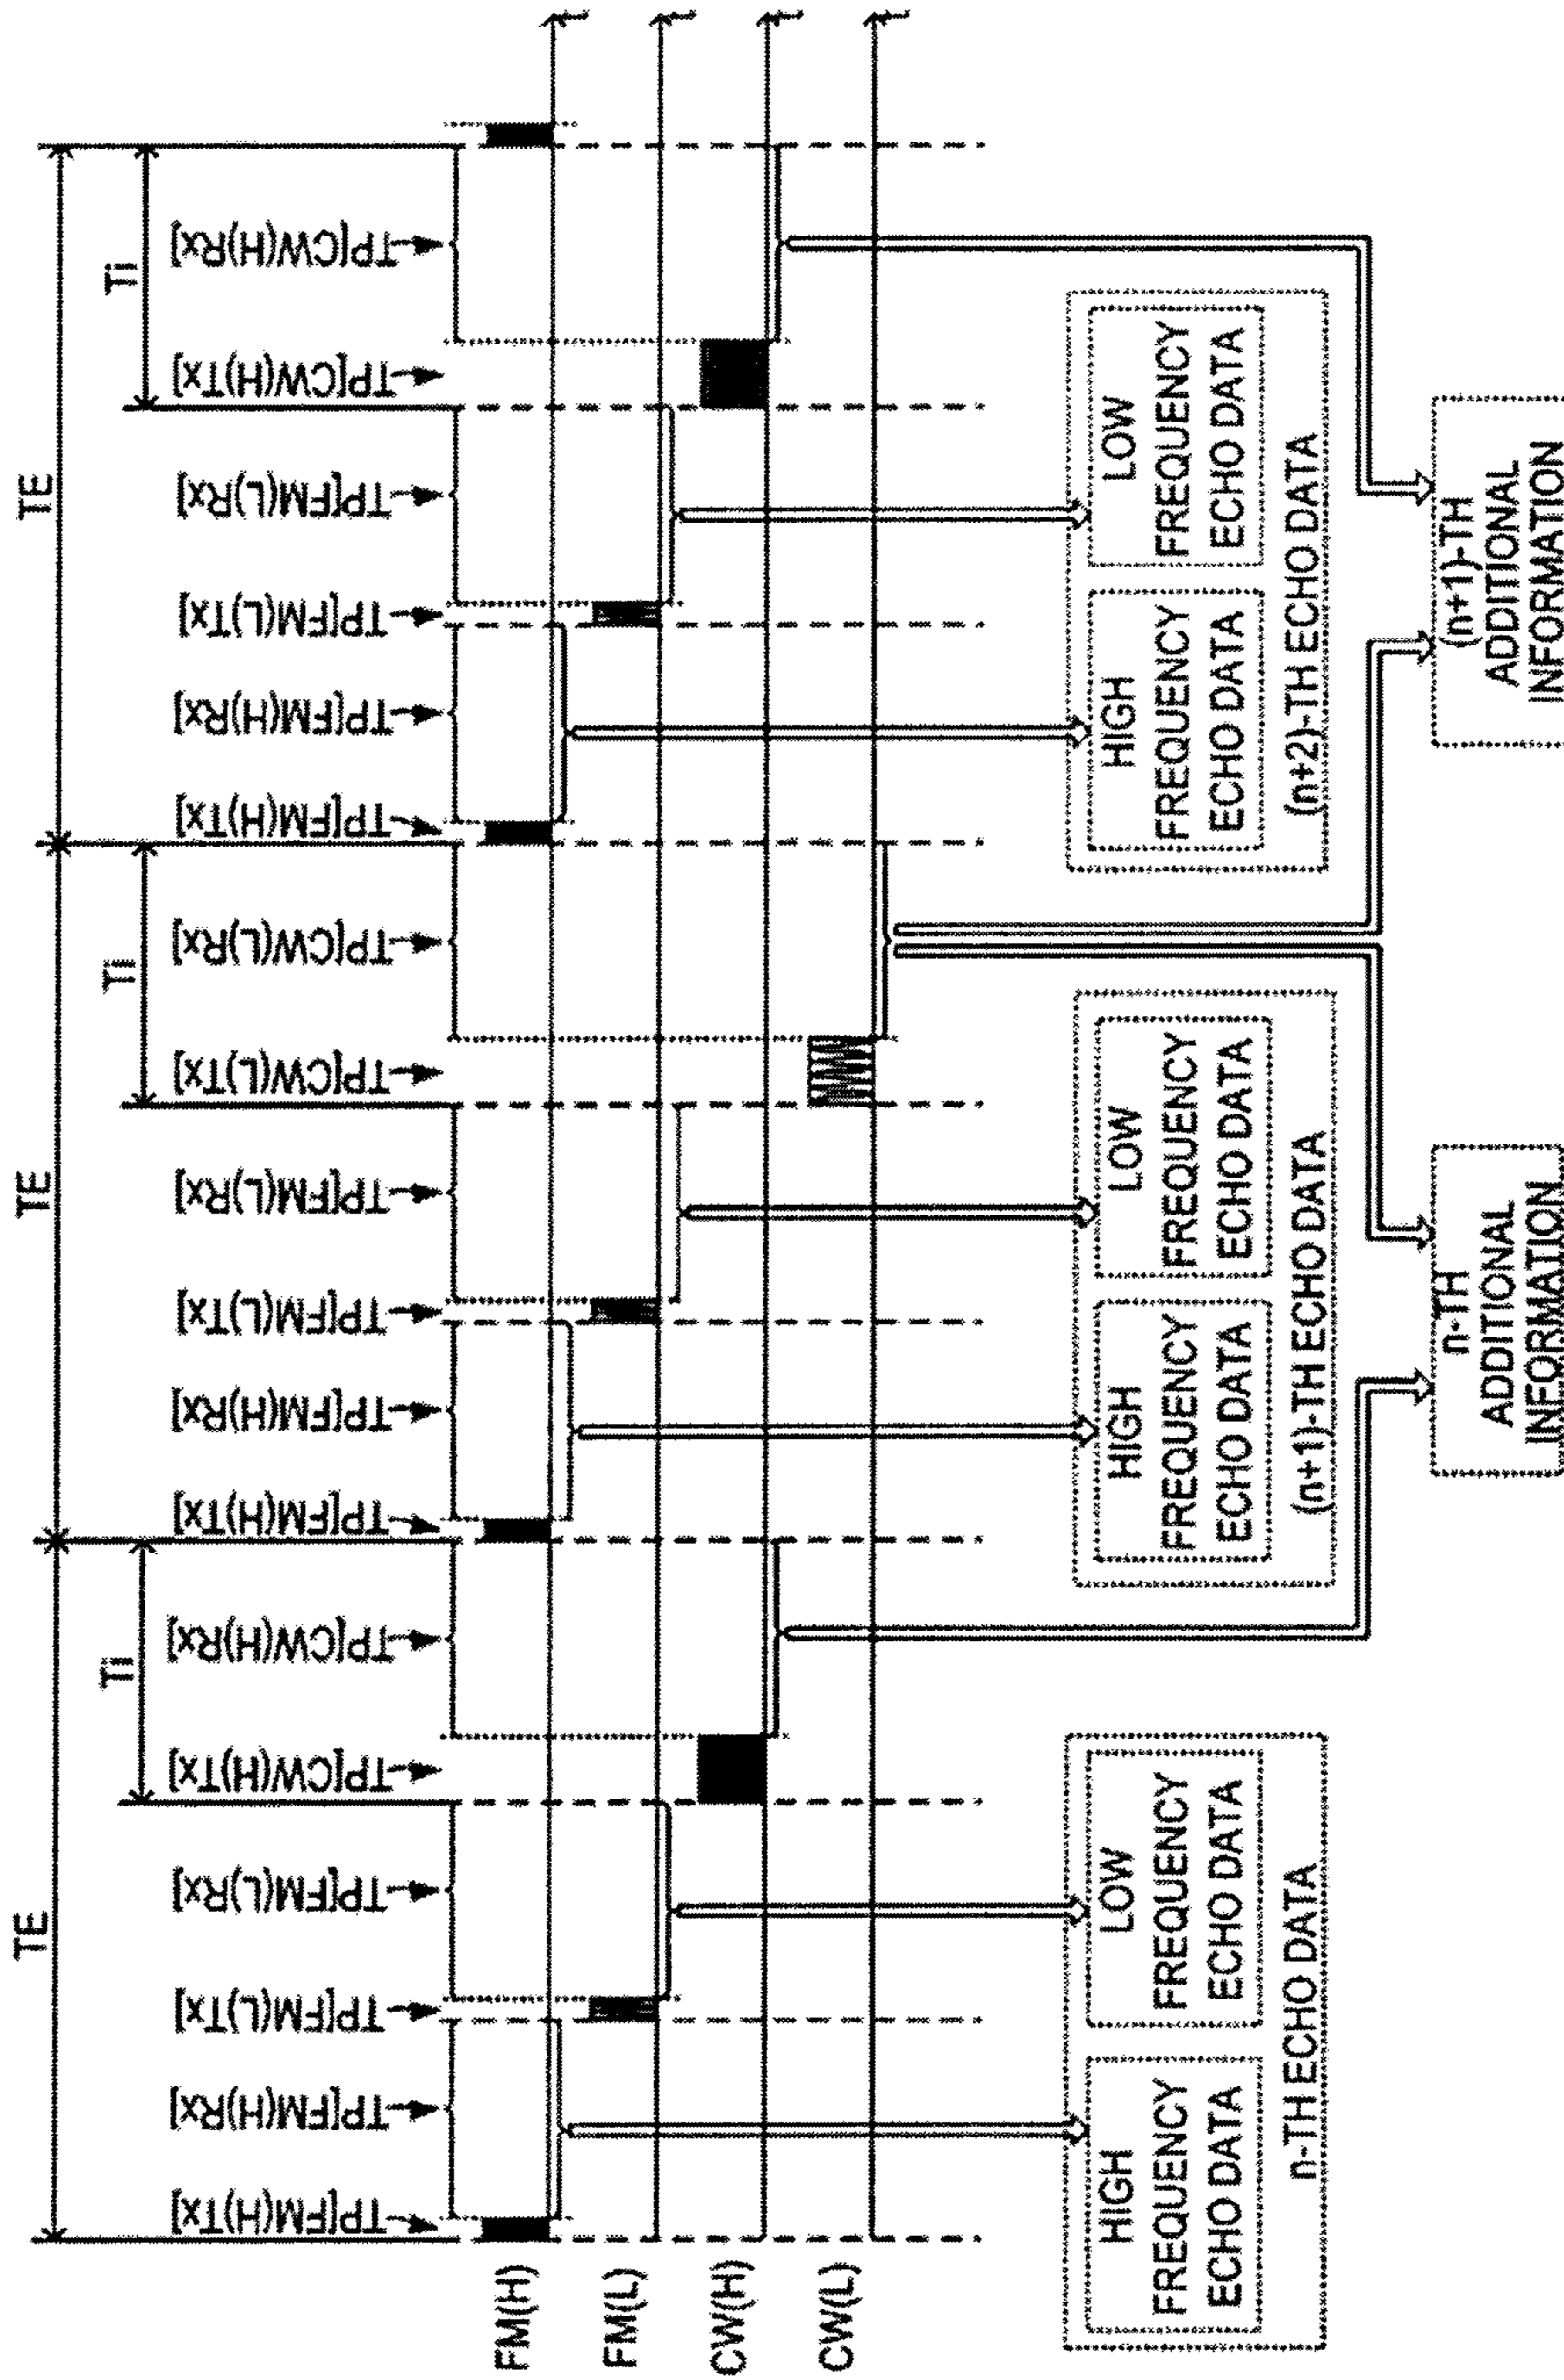 TE
TE
TE
Ti
Ti
Ti
TP[FM(H)Tx]
TP[FM(H)Rx]
TP[FM(L)Tx]
TP[FM(L)Rx]
TP[CW(H)Tx]
TP[CW(H)Rx]
TP[FM(H)Tx]
TP[FM(H)Rx]
TP[FM(L)Tx]
TP[FM(L)Rx]
TP[CW(L)Tx]
TP[CW(L)Rx]
TP[FM(H)Tx]
TP[FM(H)Rx]
TP[FM(L)Tx]
TP[FM(L)Rx]
TP[CW(H)Tx]
TP[CW(H)Rx]
FM(H)
t
FM(L)
t
CW(H)
t
CW(L)
t
HIGH
FREQUENCY
ECHO DATA
LOW
FREQUENCY
ECHO DATA
n-TH ECHO DATA
HIGH
FREQUENCY
ECHO DATA
LOW
FREQUENCY
ECHO DATA
(n+1)-TH ECHO DATA
HIGH
FREQUENCY
ECHO DATA
LOW
FREQUENCY
ECHO DATA
(n+2)-TH ECHO DATA
n-TH
ADDITIONAL
INFORMATION
(n+1)-TH
ADDITIONAL
INFORMATION